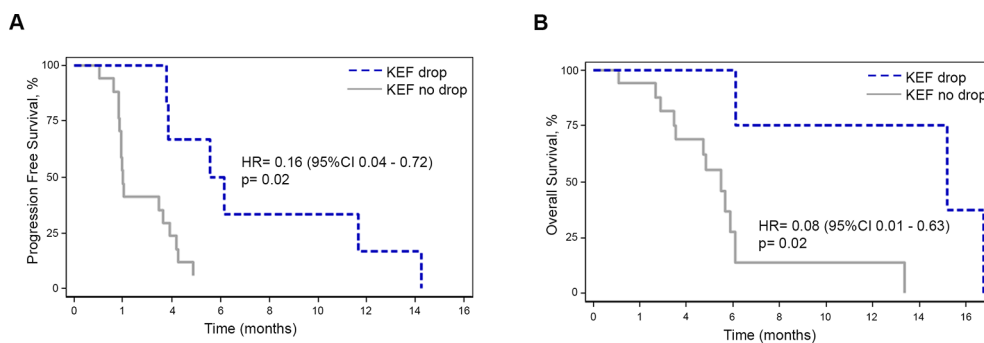 A
Progression Free Survival, %
100
75
50
25
0
KEF drop
KEF no drop
HR= 0.16 (95%CI 0.04 - 0.72)
p= 0.02
0 1 4 6 8 10 12 14 16
Time (months)
B
Overall Survival, %
100
75
50
25
0
KEF drop
KEF no drop
HR= 0.08 (95%CI 0.01 - 0.63)
p= 0.02
0 1 2 4 6 8 10 12 14 16
Time (months)